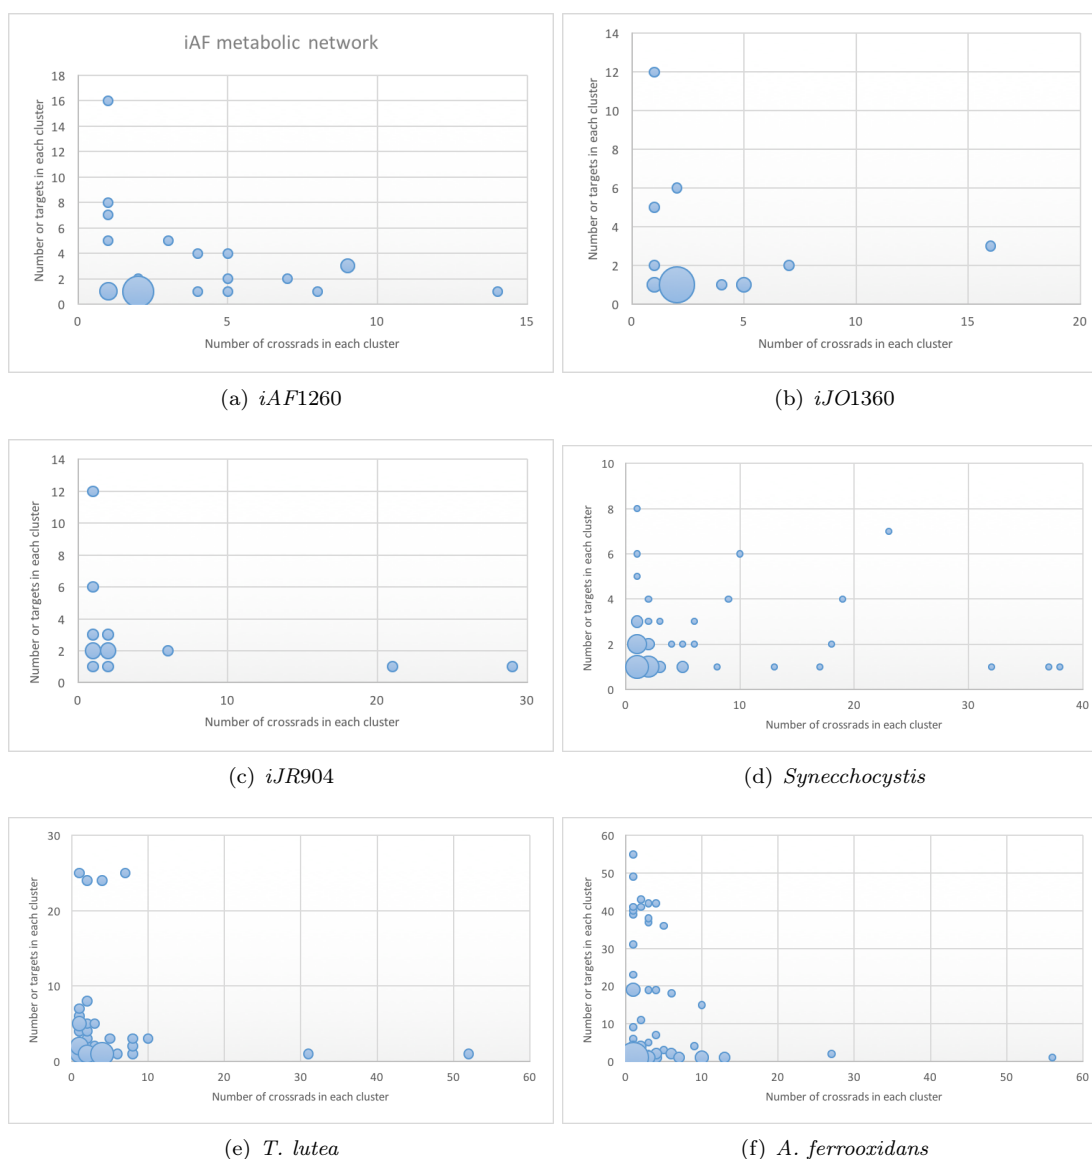 iAF metabolic network
Number or targets in each cluster
18
16
14
12
10
8
6
4
2
0
0 5 10 15
Number of crossrads in each cluster
(a) iAF1260
Number or targets in each cluster
14
12
10
8
6
4
2
0
0 5 10 15 20
Number of crossrads in each cluster
(b) iJO1360
Number or targets in each cluster
14
12
10
8
6
4
2
0
0 10 20 30
Number of crossrads in each cluster
(c) iJR904
Number or targets in each cluster
10
8
6
4
2
0
0 10 20 30 40
Number of crossrads in each cluster
(d) Synecchocystis
Number or targets in each cluster
30
20
10
0
0 10 20 30 40 50 60
Number of crossrads in each cluster
(e) T. lutea
Number or targets in each cluster
60
50
40
30
20
10
0
0 10 20 30 40 50 60
Number of crossrads in each cluster
(f) A. ferrooxidans